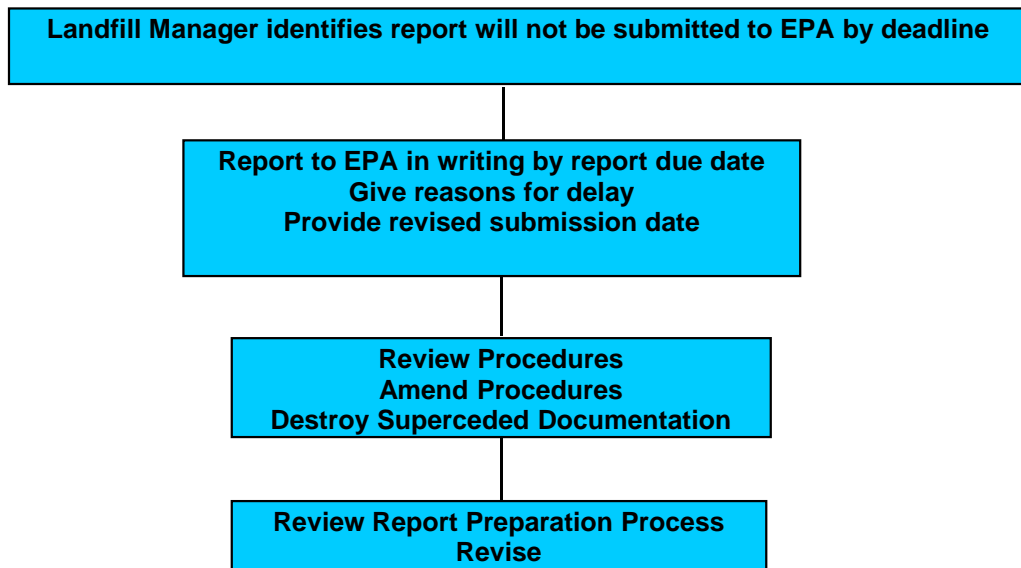 Landfill Manager identifies report will not be submitted to EPA by deadline
Report to EPA in writing by report due date
Give reasons for delay
Provide revised submission date
Review Procedures
Amend Procedures
Destroy Superceded Documentation
Review Report Preparation Process
Revise